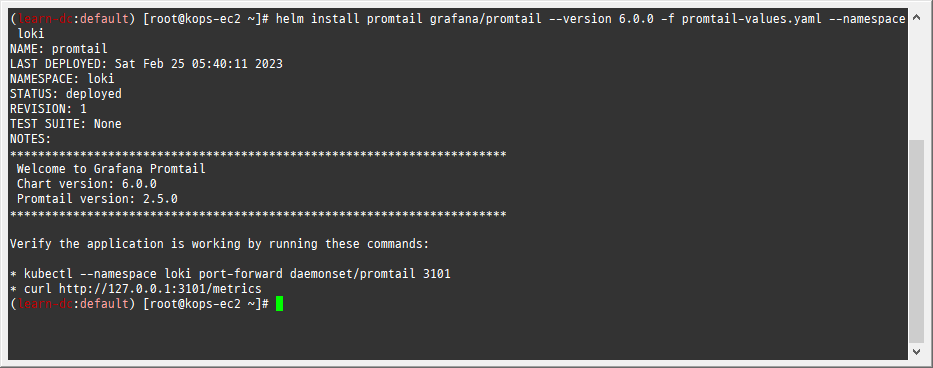 (learn-dc:default) [root@kops-ec2 ~]# helm install promtail grafana/promtail --version 6.0.0 -f promtail-values.yaml --namespace
 loki
NAME: promtail
LAST DEPLOYED: Sat Feb 25 05:40:11 2023
NAMESPACE: loki
STATUS: deployed
REVISION: 1
TEST SUITE: None
NOTES:
***********************************************************************
 Welcome to Grafana Promtail
 Chart version: 6.0.0
 Promtail version: 2.5.0
***********************************************************************

Verify the application is working by running these commands:

* kubectl --namespace loki port-forward daemonset/promtail 3101
* curl http://127.0.0.1:3101/metrics
(learn-dc:default) [root@kops-ec2 ~]#